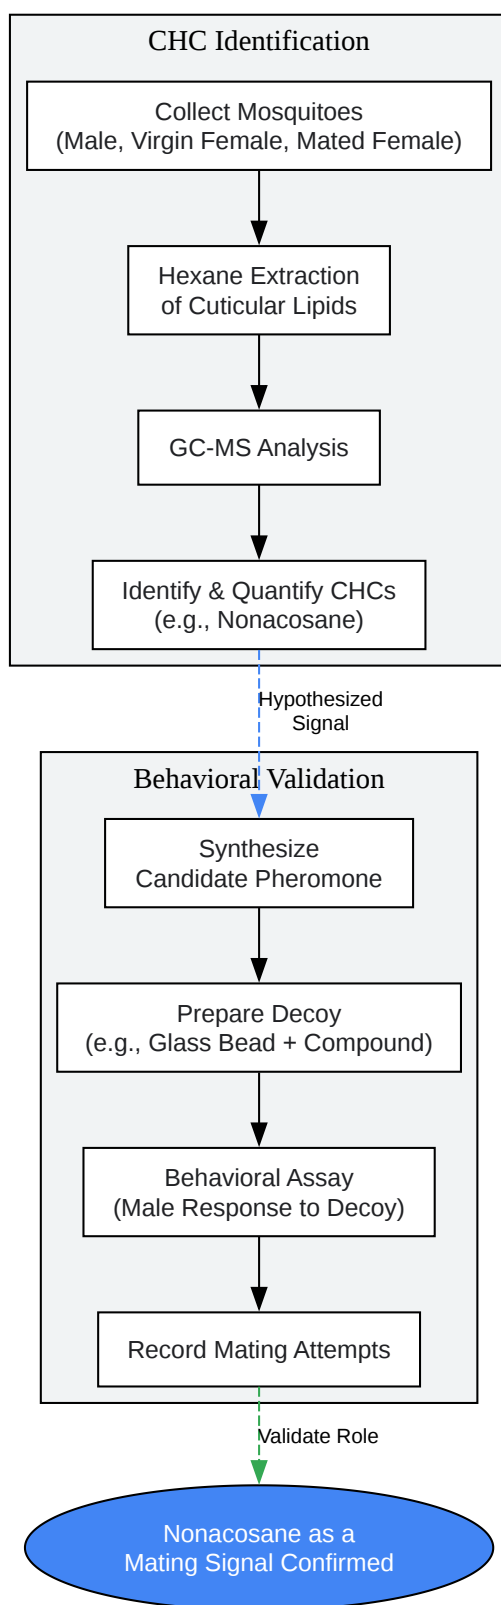 CHC Identification
Collect Mosquitoes
(Male, Virgin Female, Mated Female)
Hexane Extraction
of Cuticular Lipids
GC-MS Analysis
Identify & Quantify CHCs
(e.g., Nonacosane)
Hypothesized
Signal
Behavioral Validation
Synthesize
Candidate Pheromone
Prepare Decoy
(e.g., Glass Bead + Compound)
Behavioral Assay
(Male Response to Decoy)
Record Mating Attempts
Validate Role
Nonacosane as a
Mating Signal Confirmed